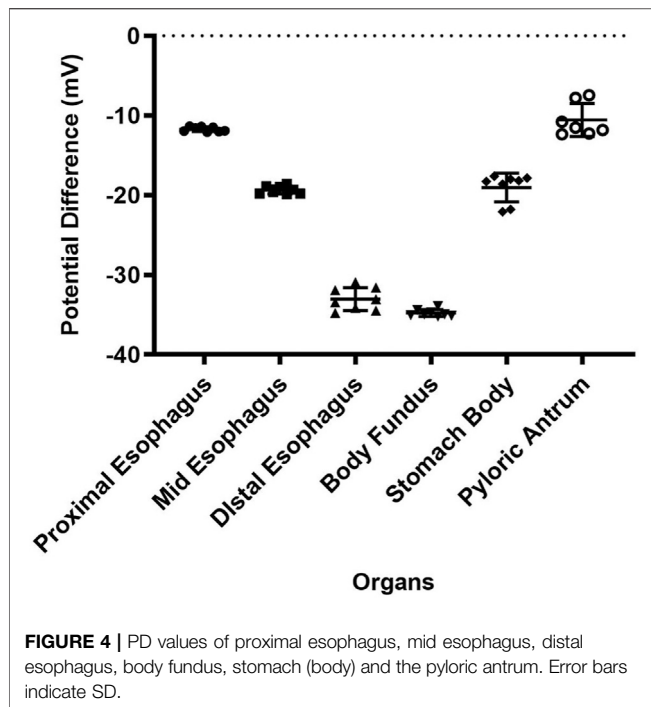 0
-10
-20
-30
-40
Potential Difference (mV)
Proximal Esophagus
Mid Esophagus
DIstal Esophagus
Body Fundus
Stomach Body
Pyloric Antrum
Organs
FIGURE 4 | PD values of proximal esophagus, mid esophagus, distal
esophagus, body fundus, stomach (body) and the pyloric antrum. Error bars
indicate SD.